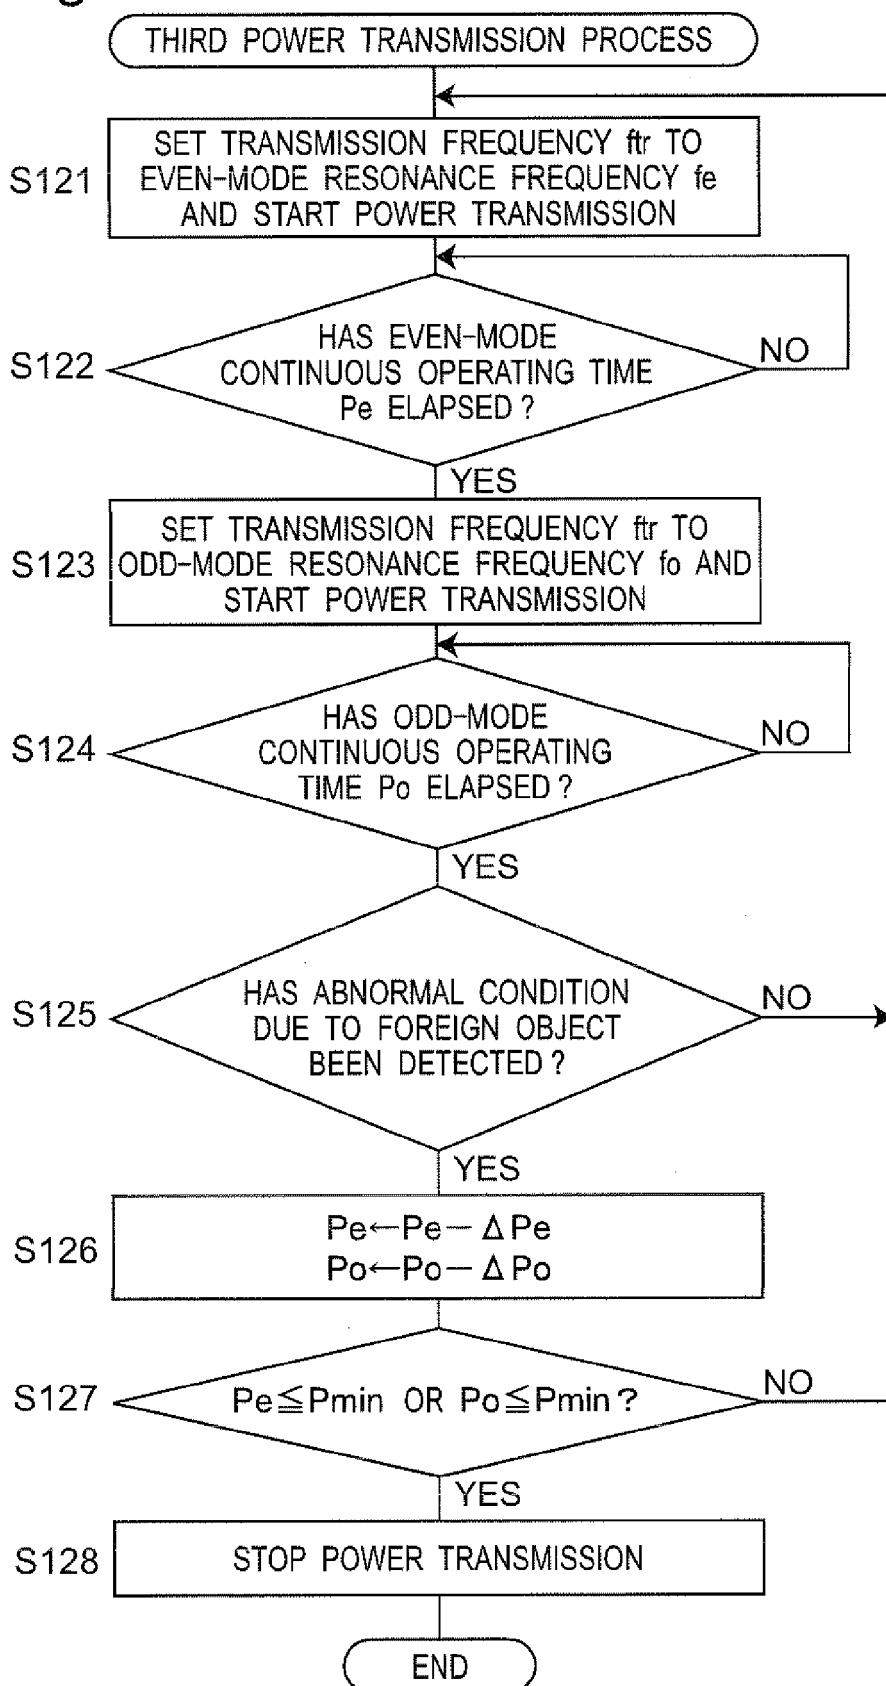 THIRD POWER TRANSMISSION PROCESS
S121
SET TRANSMISSION FREQUENCY ftr TO
EVEN-MODE RESONANCE FREQUENCY fe
AND START POWER TRANSMISSION
S122
HAS EVEN-MODE
CONTINUOUS OPERATING TIME
Pe ELAPSED?
NO
YES
S123
SET TRANSMISSION FREQUENCY ftr TO
ODD-MODE RESONANCE FREQUENCY fo AND
START POWER TRANSMISSION
S124
HAS ODD-MODE
CONTINUOUS OPERATING
TIME Po ELAPSED?
NO
YES
S125
HAS ABNORMAL CONDITION
DUE TO FOREIGN OBJECT
BEEN DETECTED?
NO
YES
S126
Pe←Pe−ΔPe
Po←Po−ΔPo
S127
Pe≦Pmin OR Po≦Pmin?
NO
YES
S128
STOP POWER TRANSMISSION
END